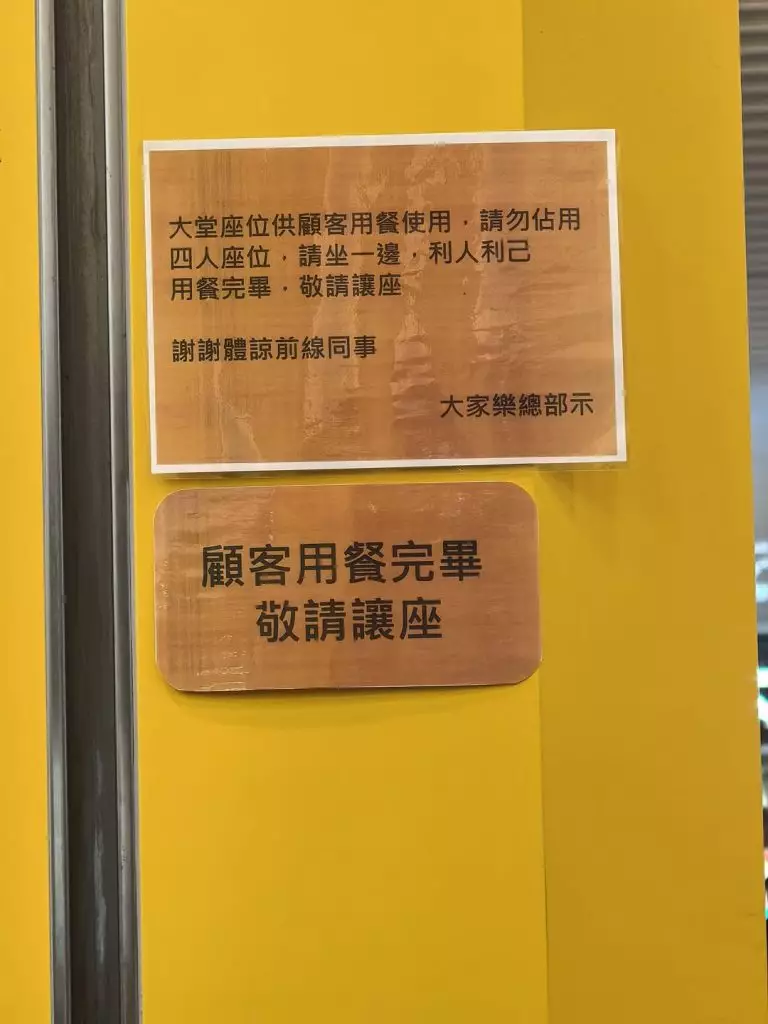 大堂座位供顧客用餐使用，請勿佔用
四人座位，請坐一邊，利人利己
用餐完畢，敬請讓座
謝謝體諒前線同事
大家樂總部示
顧客用餐完畢
敬請讓座